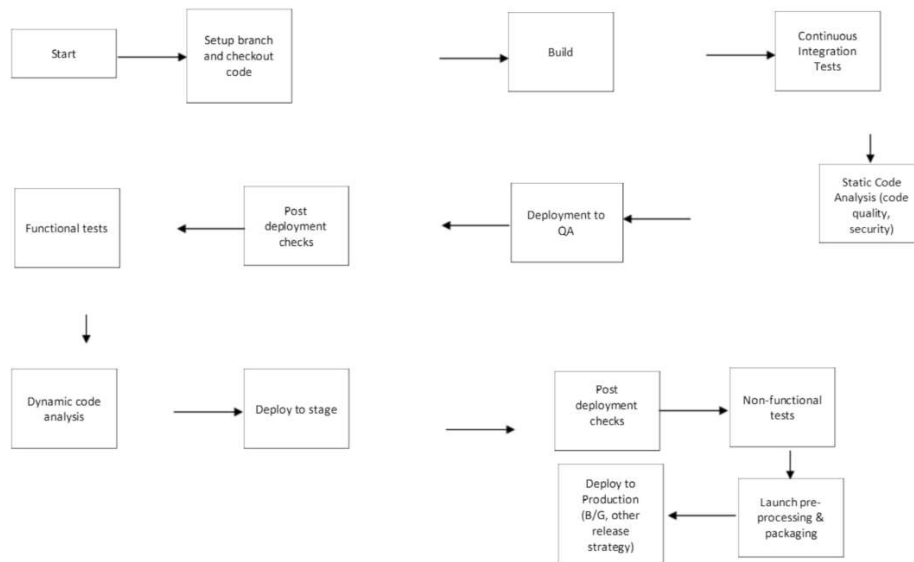 Start
Setup branch
and checkout
code
Build
Continuous
Integration
Tests
Static Code
Analysis (code
quality,
security)
Deployment to
QA
Post
deployment
checks
Functional tests
Dynamic code
analysis
Deploy to stage
Post
deployment
checks
Non-functional
tests
Launch pre-
processing &
packaging
Deploy to
Production
(B/G, other
release
strategy)